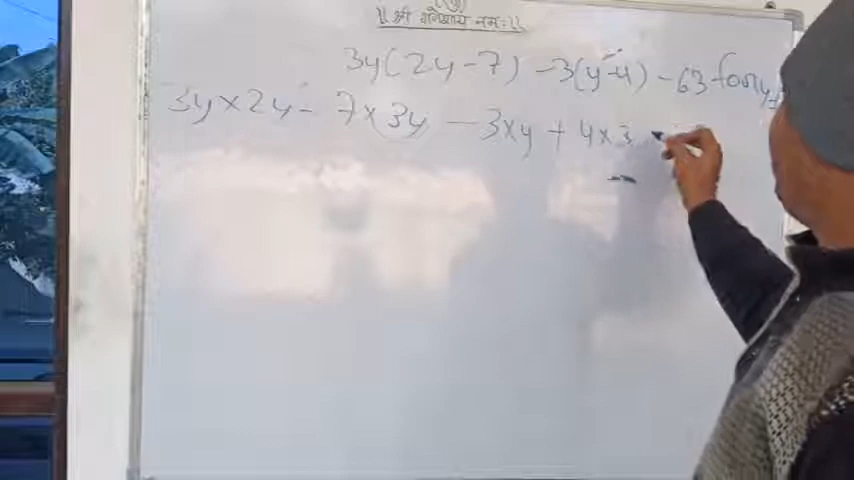 ॥ श्री गणेशाय नमः ॥
3y(2y-7) -3(y-4) -63 for y
3y×2y - 7×3y - 3×y + 4×3